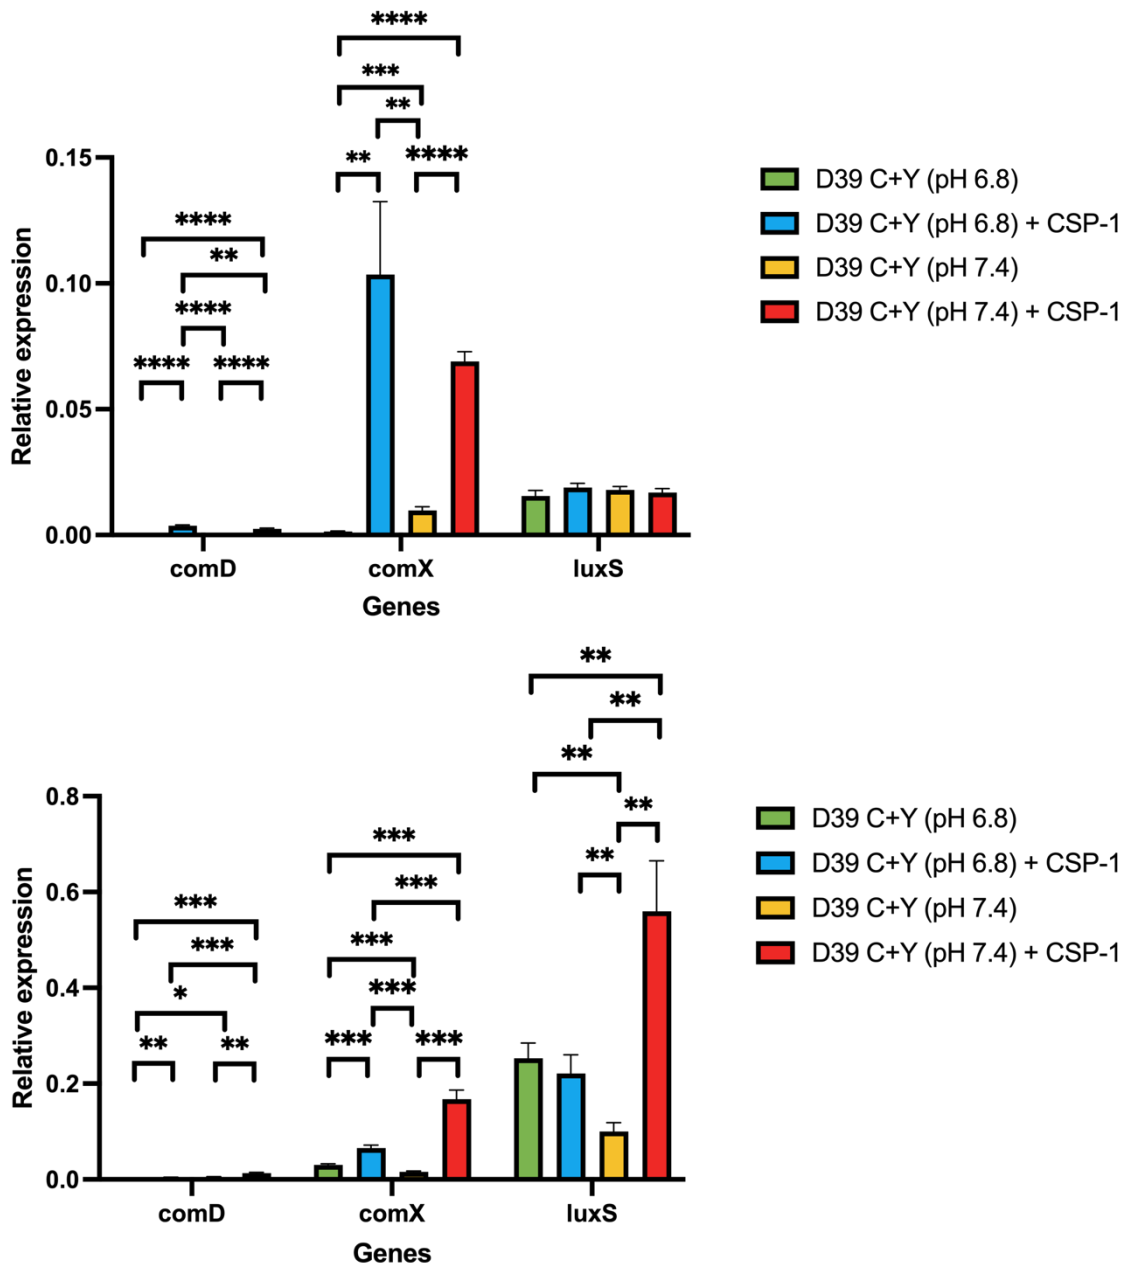 ****
***
**
** ****
0.15
****
**
****
**** ****
0.10
0.05
0.00
Relative expression
comD comX luxS
Genes
D39 C+Y (pH 6.8)
D39 C+Y (pH 6.8) + CSP-1
D39 C+Y (pH 7.4)
D39 C+Y (pH 7.4) + CSP-1
**
**
**
**
**
0.8
***
***
***
***
*** ***
***
***
*
** **
0.6
0.4
0.2
0.0
Relative expression
comD comX luxS
Genes
D39 C+Y (pH 6.8)
D39 C+Y (pH 6.8) + CSP-1
D39 C+Y (pH 7.4)
D39 C+Y (pH 7.4) + CSP-1